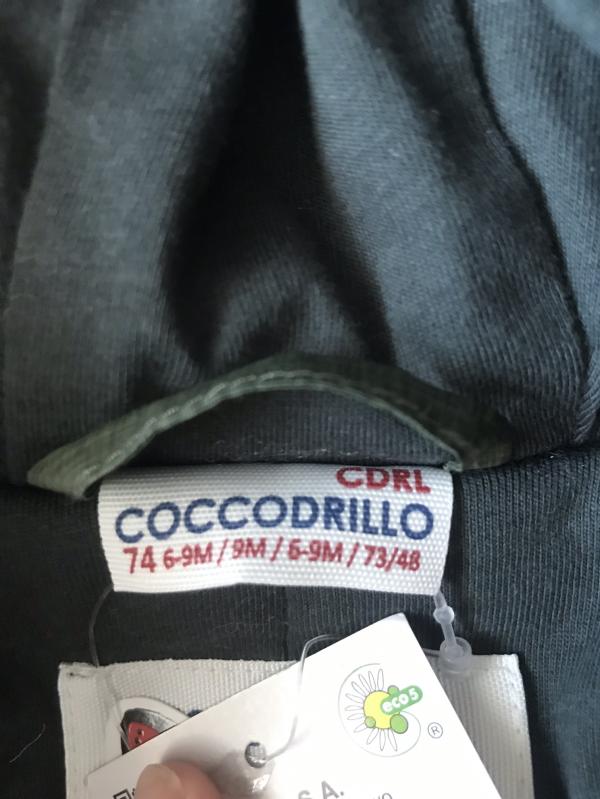 CDRL
COCCODRILLO
74 6-9M / 9M / 6-9M / 73/48
eco5
®
S.A.